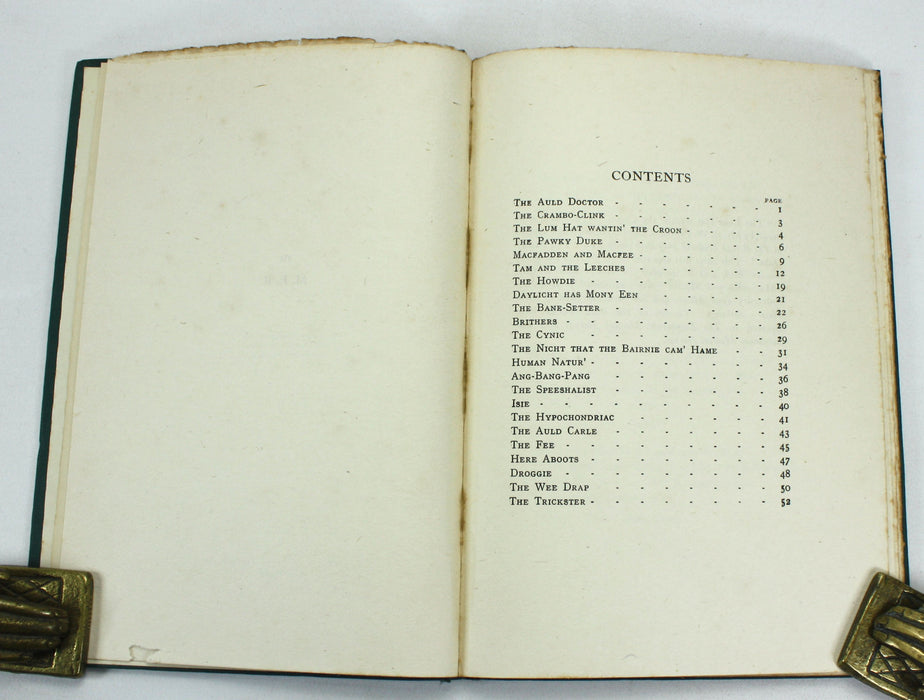 CONTENTS
PAGE
The Auld Doctor - - - - - - - 1
The Crambo-Clink - - - - - - - 3
The Lum Hat wantin' the Croon - - - - 4
The Pawky Duke - - - - - - - 6
Macfadden and Macfee - - - - - - 9
Tam and the Leeches - - - - - - 12
The Howdie - - - - - - - - 19
Daylicht has Mony Een - - - - - - 21
The Bane-Setter - - - - - - - 22
Brithers - - - - - - - - - 26
The Cynic - - - - - - - - 29
The Nicht that the Bairnie cam' Hame - - 31
Human Natur' - - - - - - - - 34
Ang-Bang-Pang - - - - - - - 36
The Speeshalist - - - - - - - 38
Isie - - - - - - - - - - 40
The Hypochondriac - - - - - - 41
The Auld Carle - - - - - - - 43
The Fee - - - - - - - - - 45
Here Aboots - - - - - - - - 47
Droggie - - - - - - - - - 48
The Wee Drap - - - - - - - 50
The Trickster - - - - - - - - 52